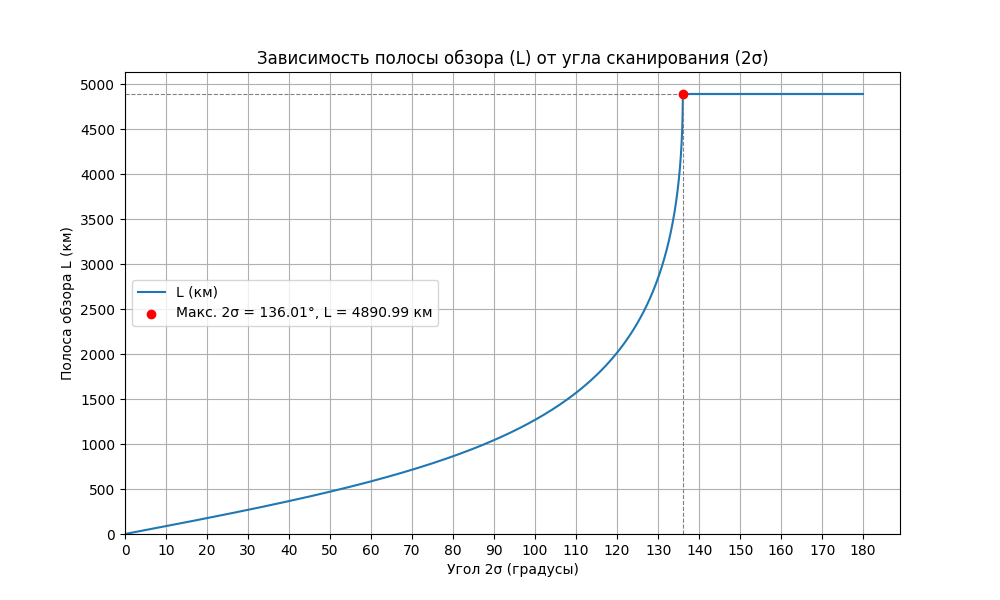 Зависимость полосы обзора (L) от угла сканирования (2σ)
Полоса обзора L (км)
5000
4500
4000
3500
3000
2500
2000
1500
1000
500
0
L (км)
Макс. 2σ = 136.01°, L = 4890.99 км
0 10 20 30 40 50 60 70 80 90 100 110 120 130 140 150 160 170 180
Угол 2σ (градусы)